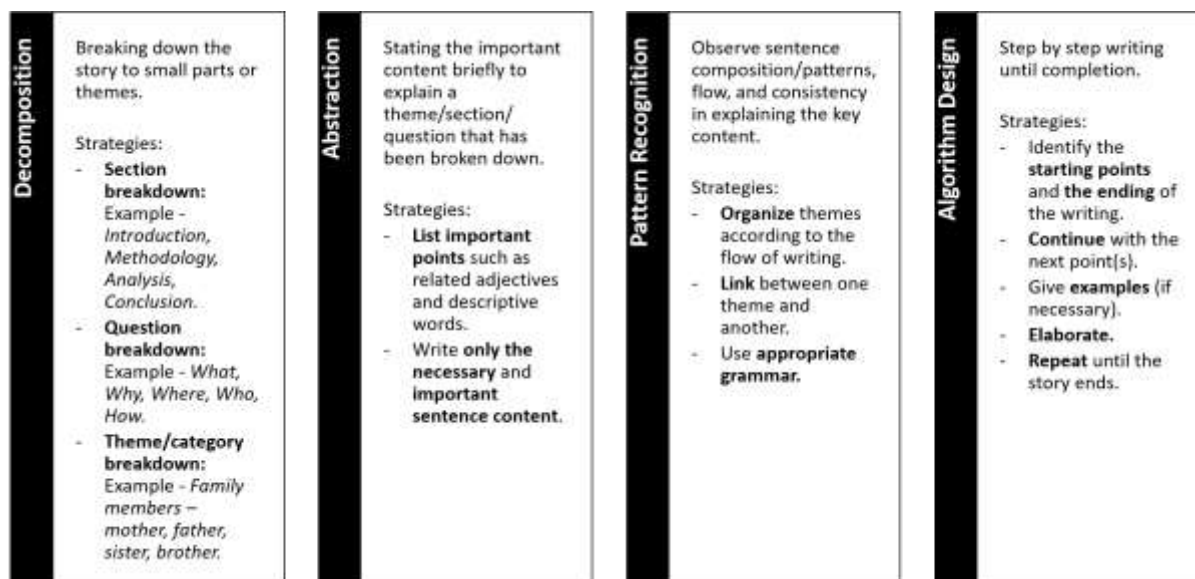 Decomposition
Breaking down the
story to small parts or
themes.
Strategies:
- Section
breakdown:
Example -
Introduction,
Methodology,
Analysis,
Conclusion.
- Question
breakdown:
Example - What,
Why, Where, Who,
How.
- Theme/category
breakdown:
Example - Family
members –
mother, father,
sister, brother.
Abstraction
Stating the important
content briefly to
explain a
theme/section/
question that has
been broken down.
Strategies:
- List important
points such as
related adjectives
and descriptive
words.
- Write only the
necessary and
important
sentence content.
Pattern Recognition
Observe sentence
composition/patterns,
flow, and consistency
in explaining the key
content.
Strategies:
- Organize themes
according to the
flow of writing.
- Link between one
theme and
another.
- Use appropriate
grammar.
Algorithm Design
Step by step writing
until completion.
Strategies:
- Identify the
starting points
and the ending of
the writing.
- Continue with the
next point(s).
- Give examples (if
necessary).
- Elaborate.
- Repeat until the
story ends.